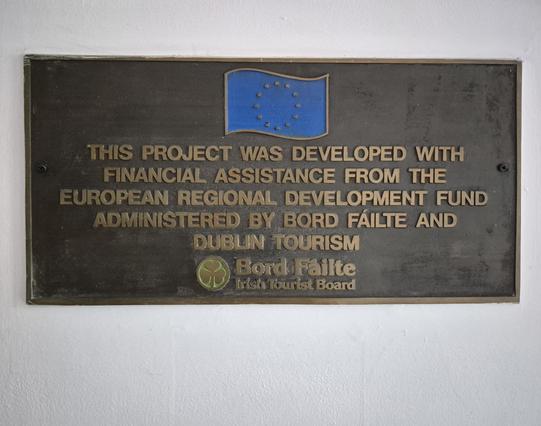 THIS PROJECT WAS DEVELOPED WITH
FINANCIAL ASSISTANCE FROM THE
EUROPEAN REGIONAL DEVELOPMENT FUND
ADMINISTERED BY BORD FÁILTE AND
DUBLIN TOURISM
Bord Fáilte
Irish Tourist Board